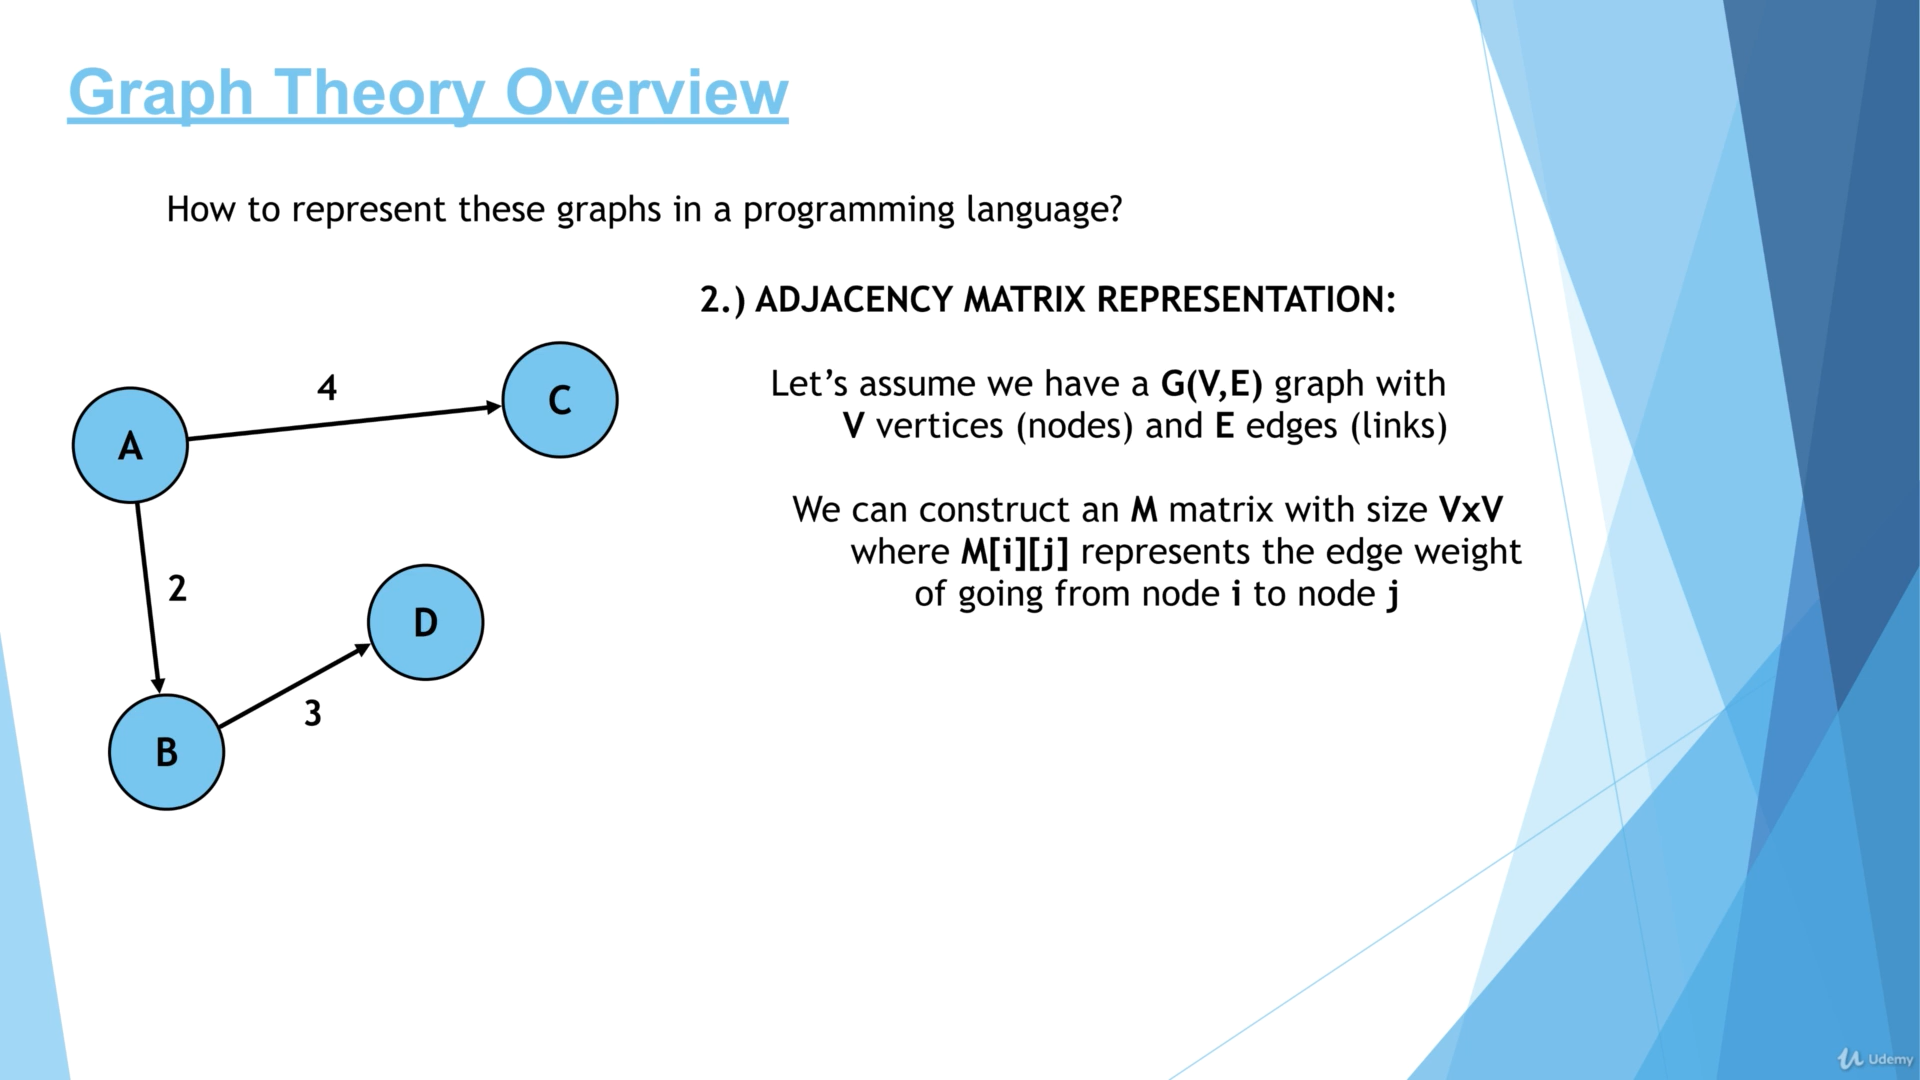 Graph Theory Overview
How to represent these graphs in a programming language?
2.) ADJACENCY MATRIX REPRESENTATION:
Let’s assume we have a G(V,E) graph with
V vertices (nodes) and E edges (links)
We can construct an M matrix with size VxV
where M[i][j] represents the edge weight
of going from node i to node j
4
C
A
2
D
3
B
Udemy